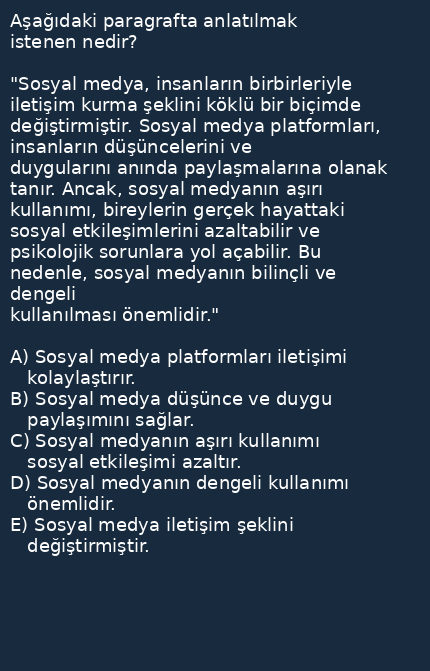 Aşağıdaki paragrafta anlatılmak
istenen nedir?
"Sosyal medya, insanların birbirleriyle
iletişim kurma şeklini köklü bir biçimde
değiştirmiştir. Sosyal medya platformları,
insanların düşüncelerini ve
duygularını anında paylaşmalarına olanak
tanır. Ancak, sosyal medyanın aşırı
kullanımı, bireylerin gerçek hayattaki
sosyal etkileşimlerini azaltabilir ve
psikolojik sorunlara yol açabilir. Bu
nedenle, sosyal medyanın bilinçli ve
dengeli
kullanılması önemlidir."
A) Sosyal medya platformları iletişimi
kolaylaştırır.
B) Sosyal medya düşünce ve duygu
paylaşımını sağlar.
C) Sosyal medyanın aşırı kullanımı
sosyal etkileşimi azaltır.
D) Sosyal medyanın dengeli kullanımı
önemlidir.
E) Sosyal medya iletişim şeklini
değiştirmiştir.